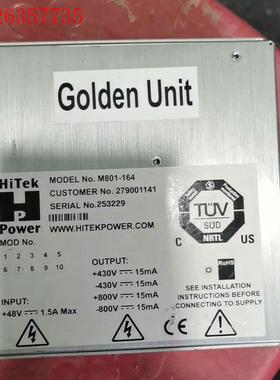 26357735
Golden Unit
HiTek
Power
MODEL No. M801-164
CUSTOMER No. 279001141
SERIAL No. 253229
WWW.HITEKPOWER.COM
MOD No.
1 2 3 4 5
6 7 8 9 10
INPUT:
+48V ⎓ 1.5A Max
OUTPUT:
+430V ⎓ 15mA
-430V ⎓ 15mA
+800V ⎓ 15mA
-800V ⎓ 15mA
TÜV
SÜD
NRTL
C US
RoHS
SEE INSTALLATION
INSTRUCTIONS BEFORE
CONNECTING TO SUPPLY